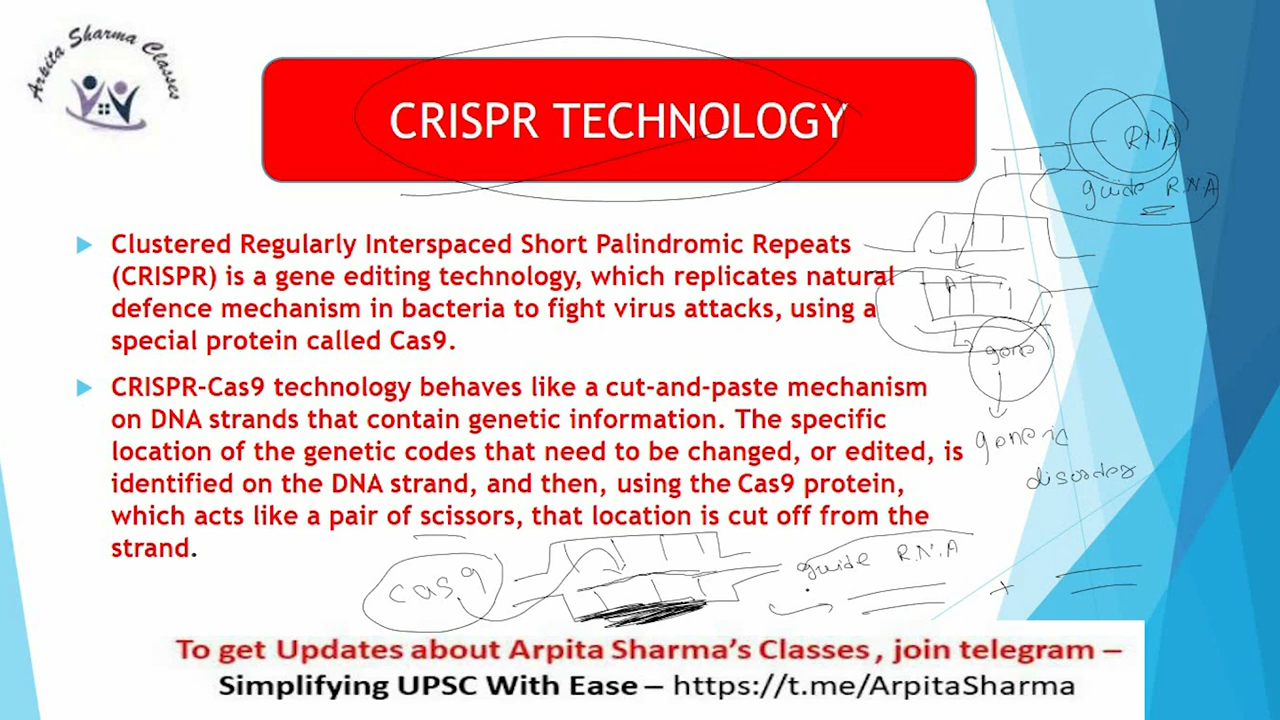 Arpita Sharma Classes
CRISPR TECHNOLOGY
RNA
guide R.N.A
Clustered Regularly Interspaced Short Palindromic Repeats
(CRISPR) is a gene editing technology, which replicates natural
defence mechanism in bacteria to fight virus attacks, using a
special protein called Cas9.
A
gene
genetic
disorder
CRISPR-Cas9 technology behaves like a cut-and-paste mechanism
on DNA strands that contain genetic information. The specific
location of the genetic codes that need to be changed, or edited, is
identified on the DNA strand, and then, using the Cas9 protein,
which acts like a pair of scissors, that location is cut off from the
strand.
cas9
guide R.N.A
+
To get Updates about Arpita Sharma's Classes, join telegram –
Simplifying UPSC With Ease – https://t.me/ArpitaSharma